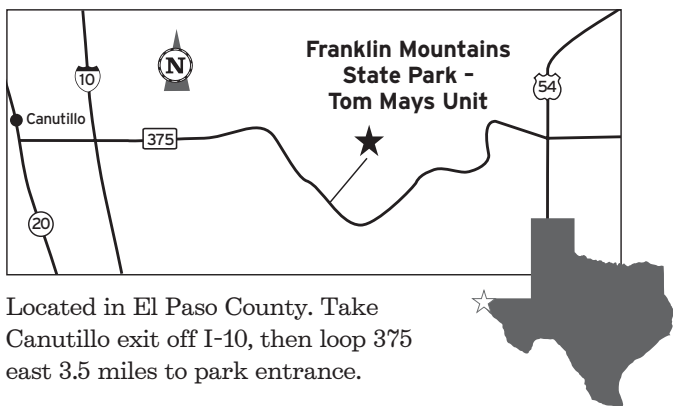 Franklin Mountains
State Park -
Tom Mays Unit
10
N
54
Canutillo
375
20
Located in El Paso County. Take
Canutillo exit off I-10, then loop 375
east 3.5 miles to park entrance.